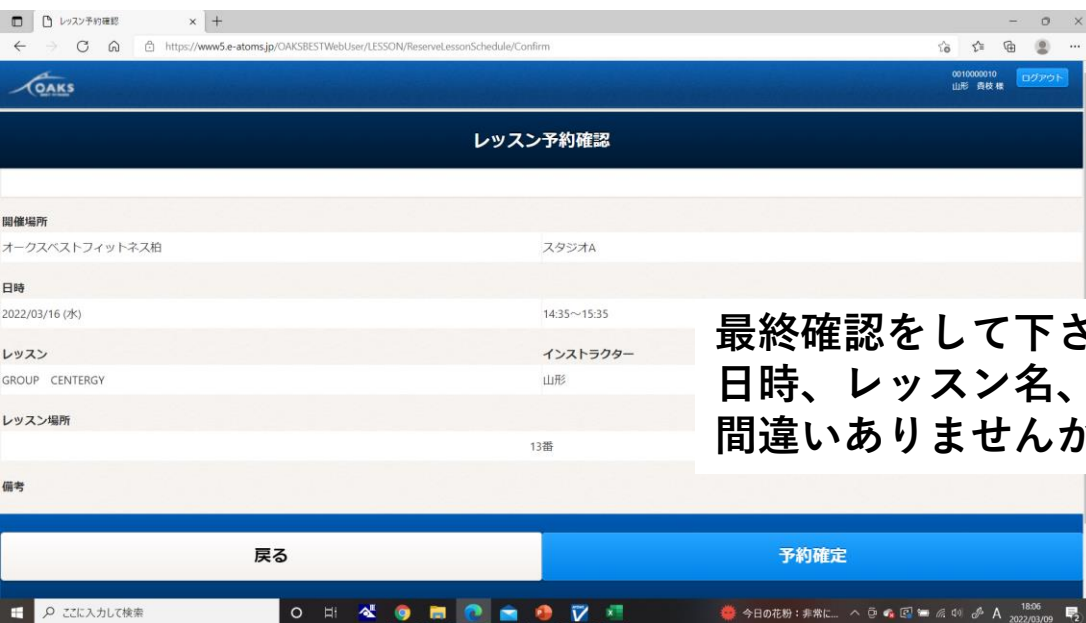 レッスン予約確認
https://www5.e-atoms.jp/OAKSBESTWebUser/LESSON/ReserveLessonSchedule/Confirm
OAKS
0010000010
山形 貴枝 様
ログアウト
レッスン予約確認
開催場所
オークスベストフィットネス柏
スタジオA
日時
2022/03/16 (水)
14:35～15:35
レッスン
インストラクター
GROUP CENTERGY
山形
レッスン場所
13番
備考
最終確認をして下さ
日時、レッスン名、
間違いありませんか
戻る
予約確定
ここに入力して検索
今日の花粉：非常に...
A
18:06
2022/03/09